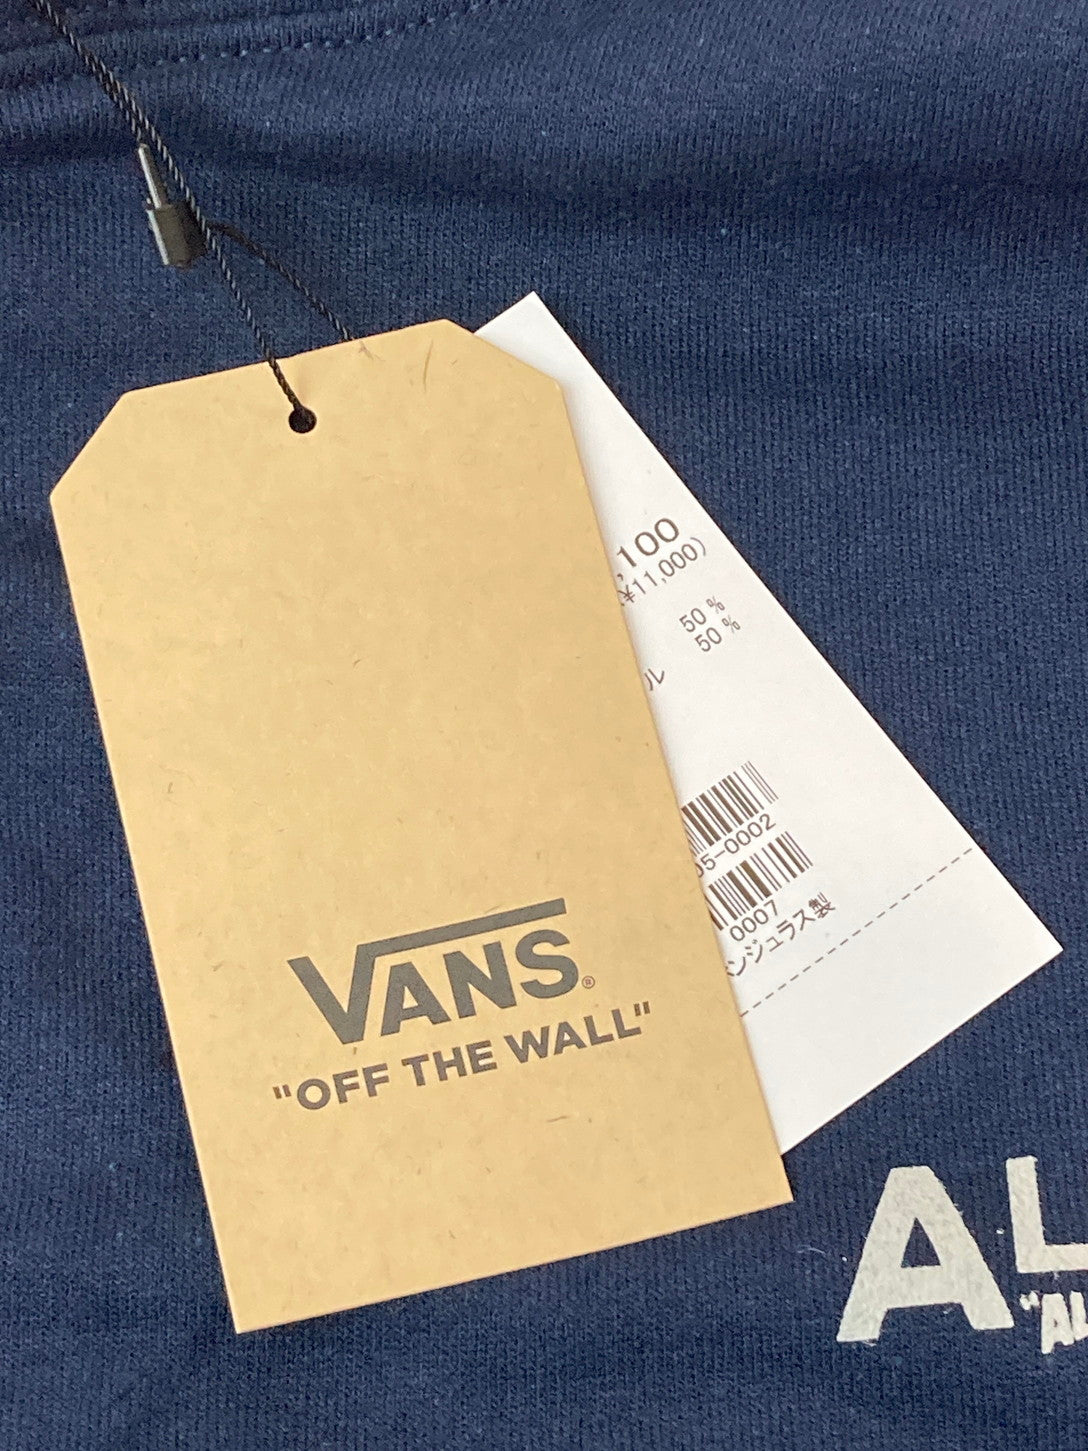 VANS®
"OFF THE WALL"
,100
¥11,000)
50 %
50 %
ル
05-0002
0007
ンジュラス製
AL
"AL